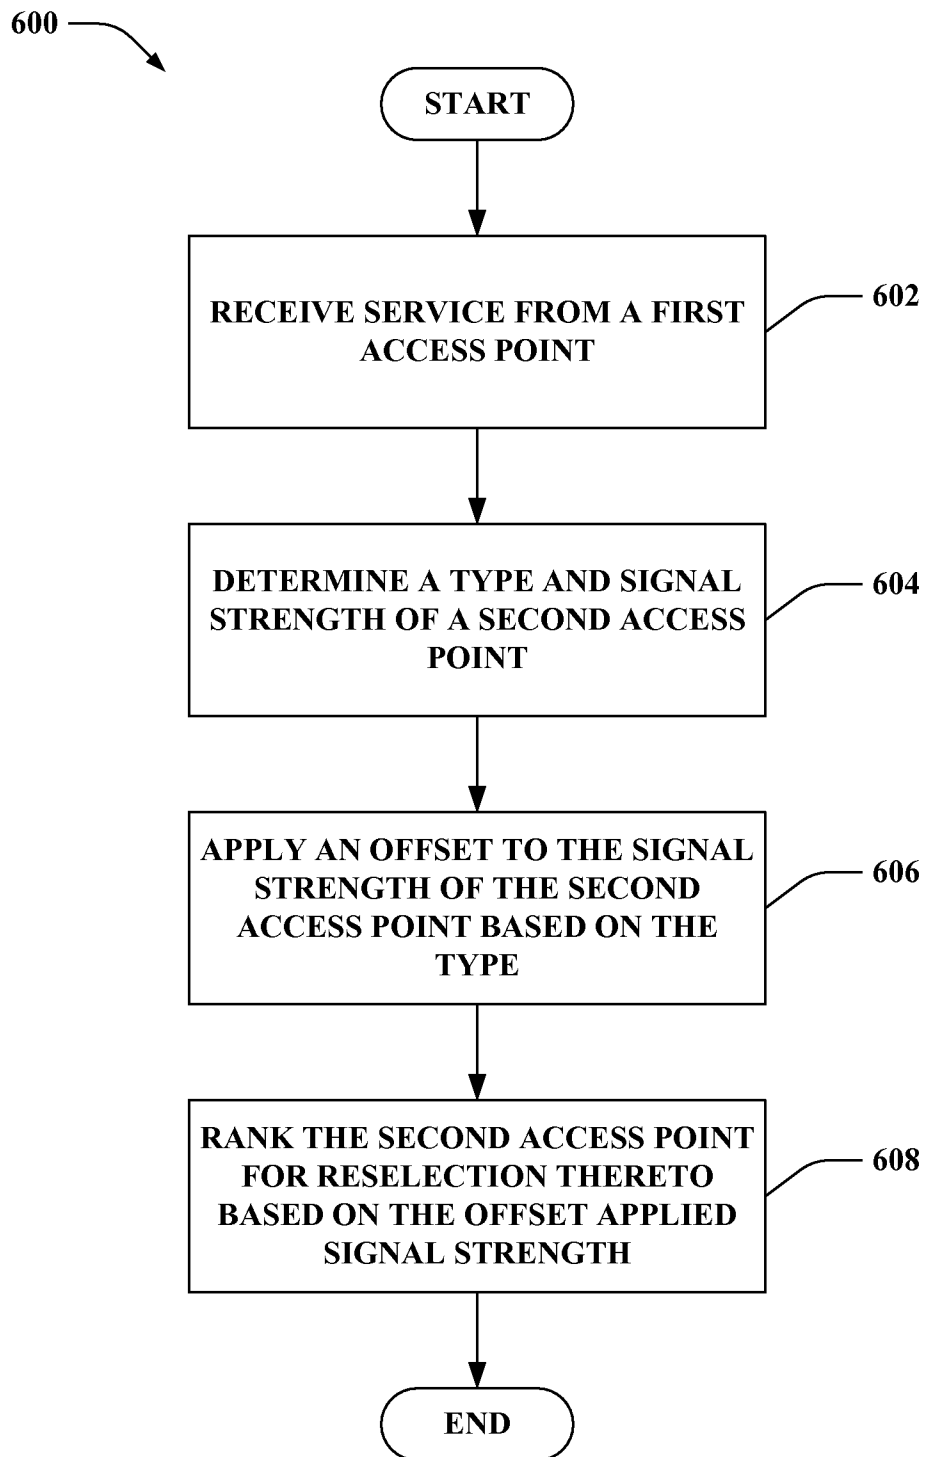 600
START
RECEIVE SERVICE FROM A FIRST
ACCESS POINT
602
DETERMINE A TYPE AND SIGNAL
STRENGTH OF A SECOND ACCESS
POINT
604
APPLY AN OFFSET TO THE SIGNAL
STRENGTH OF THE SECOND
ACCESS POINT BASED ON THE
TYPE
606
RANK THE SECOND ACCESS POINT
FOR RESELECTION THERETO
BASED ON THE OFFSET APPLIED
SIGNAL STRENGTH
608
END